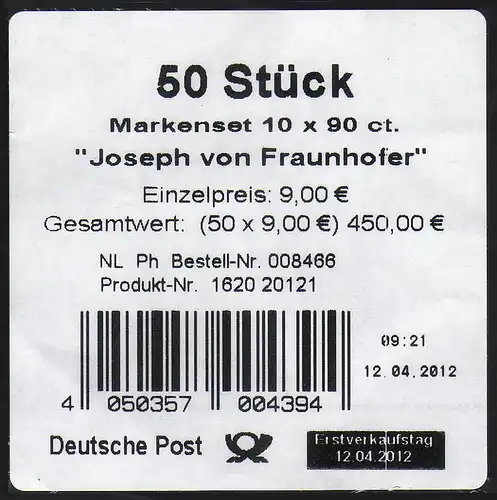 50 Stück
Markenset 10 x 90 ct.
"Joseph von Fraunhofer"
Einzelpreis: 9,00 €
Gesamtwert: (50 x 9,00 €) 450,00 €
NL Ph Bestell-Nr. 008466
Produkt-Nr. 1620 20121
09:21
12.04.2012
4 050357 004394
Deutsche Post
Erstverkaufstag
12.04.2012